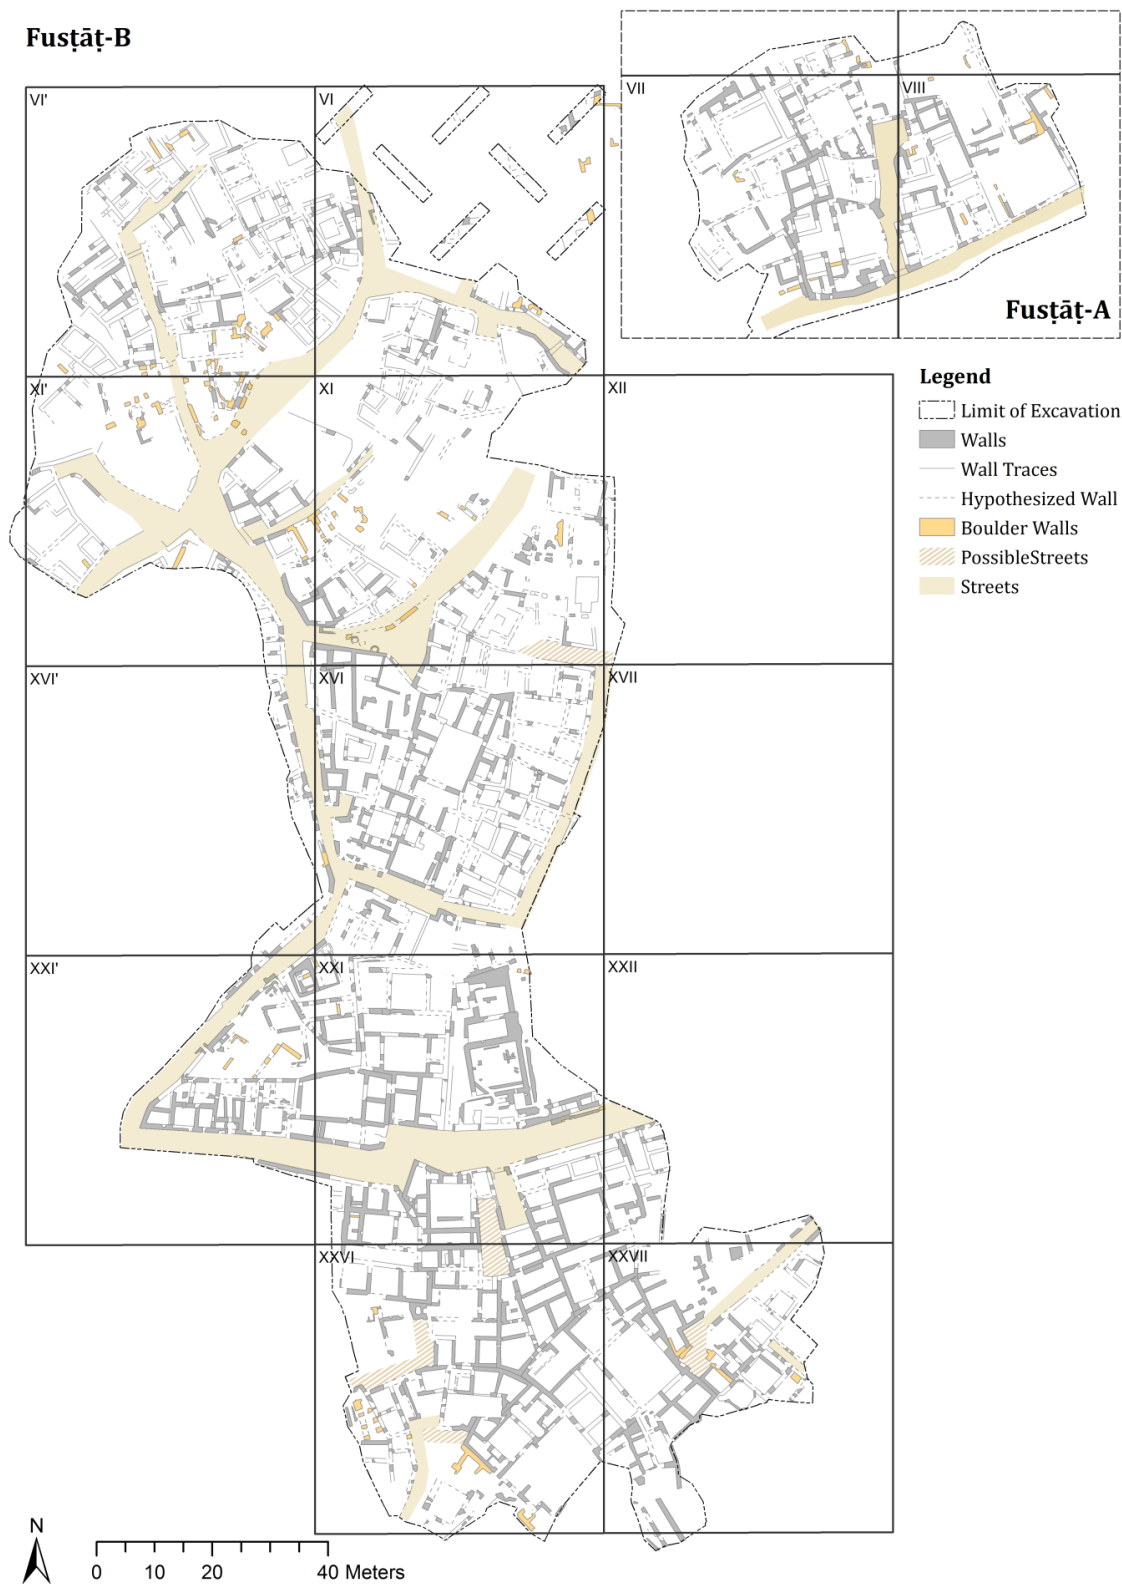 Fusṭāṭ-B
VI'
VI
VII
VIII
Fusṭāṭ-A
XI'
XI
XII
Legend
Limit of Excavation
Walls
Wall Traces
Hypothesized Wall
Boulder Walls
PossibleStreets
Streets
XVI'
XVI
XVII
XXI'
XXI
XXII
XXVI
XXVII
N
0 10 20 40 Meters